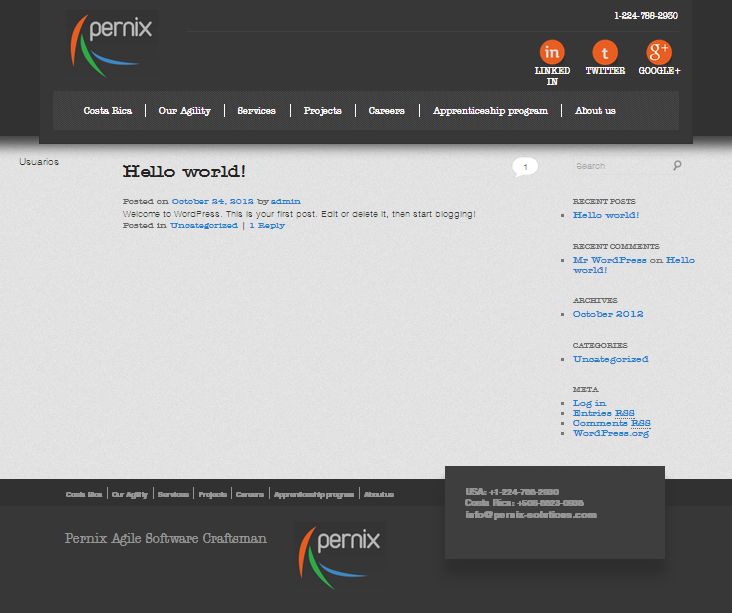 pernix
1-224-788-2930
in
t
g+
LINKED
IN
TWITTER
GOOGLE+
Costa Rica
Our Agility
Services
Projects
Careers
Apprenticeship program
About us
Usuarios
Hello world!
1
Search
Posted on October 24, 2012 by admin
Welcome to WordPress. This is your first post. Edit or delete it, then start blogging!
Posted in Uncategorized | 1 Reply
RECENT POSTS
Hello world!
RECENT COMMENTS
Mr WordPress on Hello
world!
ARCHIVES
October 2012
CATEGORIES
Uncategorized
META
Log in
Entries RSS
Comments RSS
WordPress.org
Costa Rica
Our Agility
Services
Projects
Careers
Apprenticeship program
About us
USA: +1-224-788-2930
Costa Rica:
info@pernix-solutions.com
Pernix Agile Software Craftsman
pernix